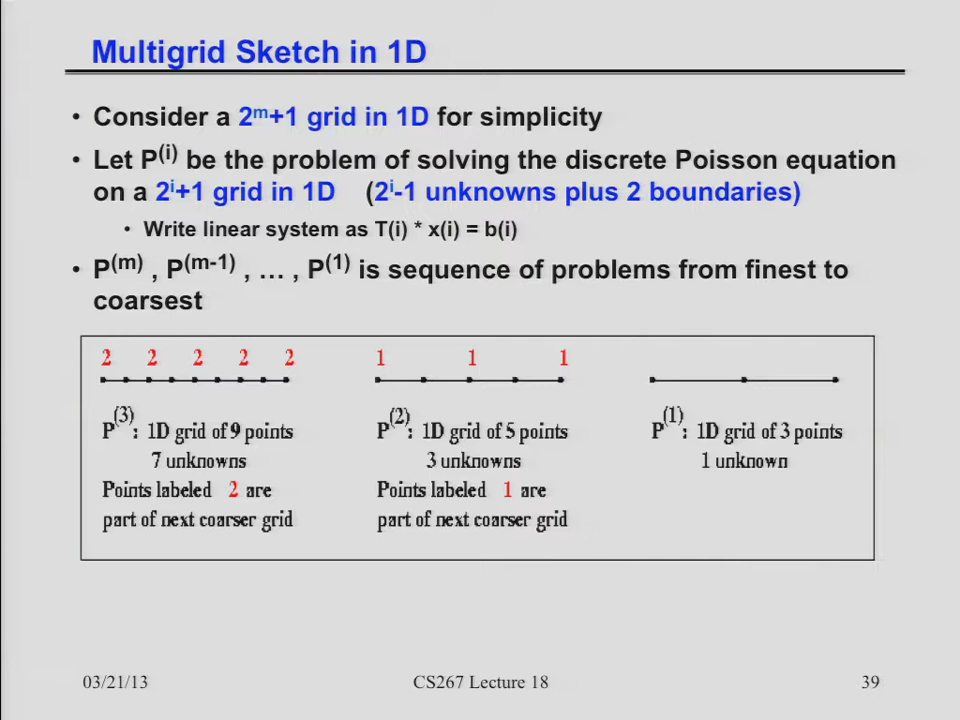 Multigrid Sketch in 1D
• Consider a 2^m+1 grid in 1D for simplicity
• Let P^(i) be the problem of solving the discrete Poisson equation
on a 2^i+1 grid in 1D (2^i-1 unknowns plus 2 boundaries)
• Write linear system as T(i) * x(i) = b(i)
• P^(m) , P^(m-1) , … , P^(1) is sequence of problems from finest to
coarsest
2 2 2 2 2
P^(3): 1D grid of 9 points
7 unknowns
Points labeled 2 are
part of next coarser grid
1 1 1
P^(2): 1D grid of 5 points
3 unknowns
Points labeled 1 are
part of next coarser grid
P^(1): 1D grid of 3 points
1 unknown
03/21/13
CS267 Lecture 18
39